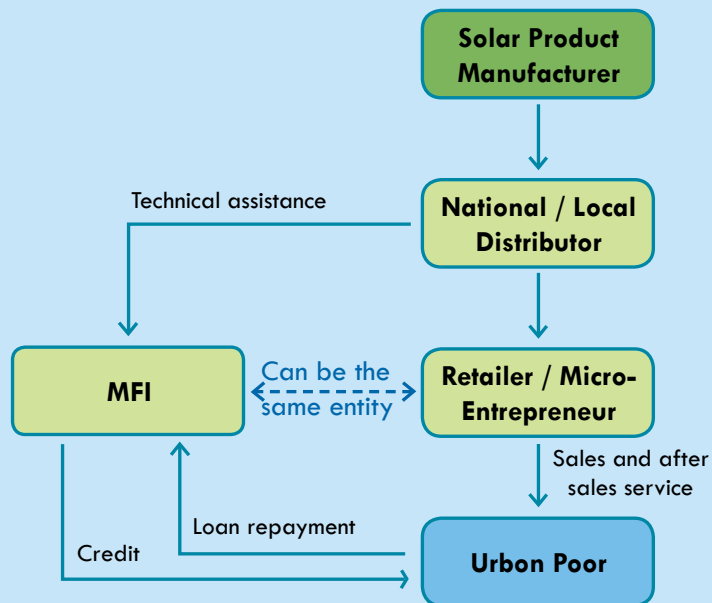 Solar Product
Manufacturer
Technical assistance
National / Local
Distributor
MFI
Can be the
same entity
Retailer / Micro-
Entrepreneur
Sales and after
sales service
Loan repayment
Credit
Urbon Poor